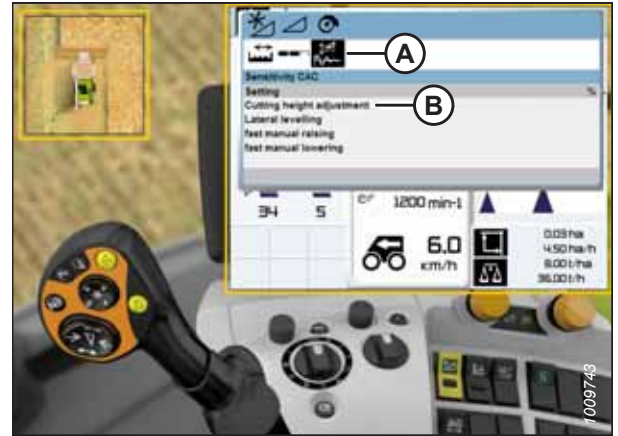 A
Sensitivity CAC
Setting %
Cutting height adjustment
B
Lateral levelling
fast manual raising
fast manual lowering
34 5
1200 min-1
6.0
km/h
0.03 ha
4.50 ha/h
8.00 t/ha
36.00 t/h
1009743